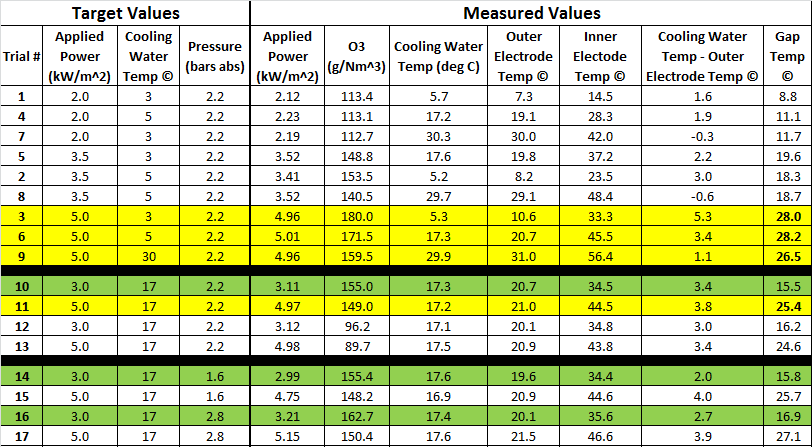 Target Values Measured Values
Trial # Applied Power (kW/m^2) Cooling Water Temp © Pressure (bars abs) Applied Power (kW/m^2) O3 (g/Nm^3) Cooling Water Temp (deg C) Outer Electrode Temp © Inner Electode Temp © Cooling Water Temp - Outer Electrode Temp © Gap Temp ©
1 2.0 3 2.2 2.12 113.4 5.7 7.3 14.5 1.6 8.8
4 2.0 5 2.2 2.23 113.1 17.2 19.1 28.3 1.9 11.1
7 2.0 3 2.2 2.19 112.7 30.3 30.0 42.0 -0.3 11.7
5 3.5 3 2.2 3.52 148.8 17.6 19.8 37.2 2.2 19.6
2 3.5 5 2.2 3.41 153.5 5.2 8.2 23.5 3.0 18.3
8 3.5 5 2.2 3.52 140.5 29.7 29.1 48.4 -0.6 18.7
3 5.0 3 2.2 4.96 180.0 5.3 10.6 33.3 5.3 28.0
6 5.0 5 2.2 5.01 171.5 17.3 20.7 45.5 3.4 28.2
9 5.0 30 2.2 4.96 159.5 29.9 31.0 56.4 1.1 26.5
10 3.0 17 2.2 3.11 155.0 17.3 20.7 34.5 3.4 15.5
11 5.0 17 2.2 4.97 149.0 17.2 21.0 44.5 3.8 25.4
12 3.0 17 2.2 3.12 96.2 17.1 20.1 34.8 3.0 16.2
13 5.0 17 2.2 4.98 89.7 17.5 20.9 43.8 3.4 24.6
14 3.0 17 1.6 2.99 155.4 17.6 19.6 34.4 2.0 15.8
15 5.0 17 1.6 4.75 148.2 16.9 20.9 44.6 4.0 25.7
16 3.0 17 2.8 3.21 162.7 17.4 20.1 35.6 2.7 16.9
17 5.0 17 2.8 5.15 150.4 17.6 21.5 46.6 3.9 27.1